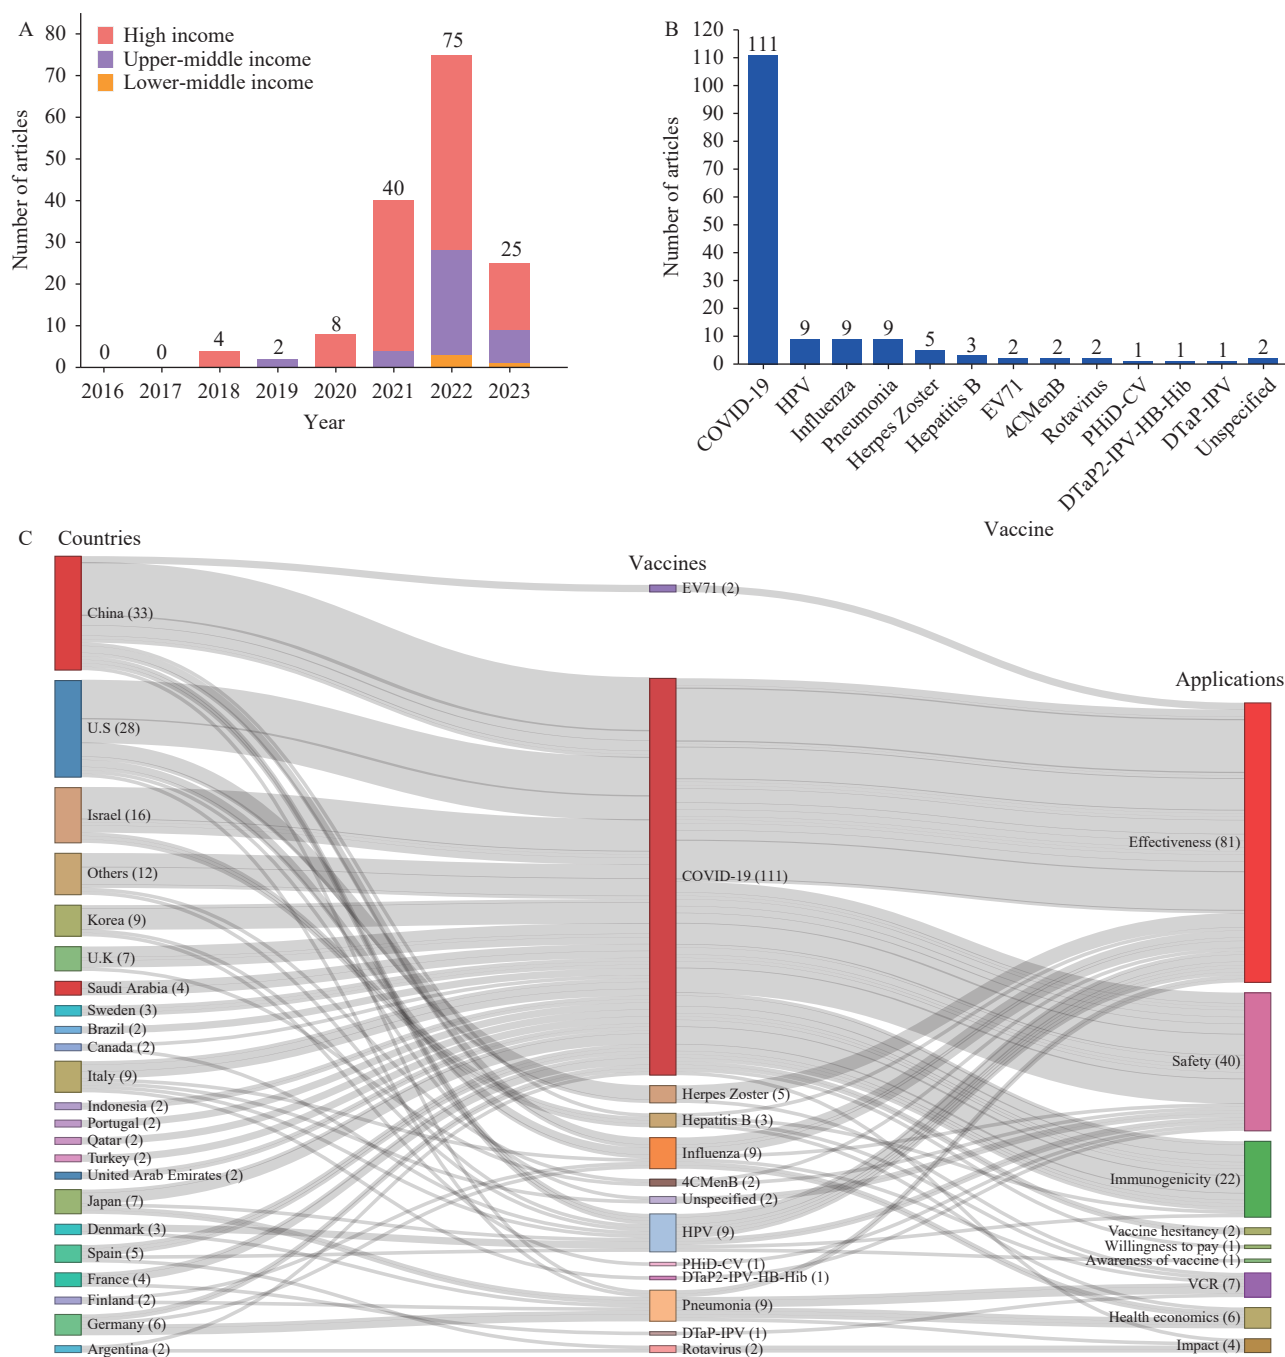 A
High income
Upper-middle income
Lower-middle income
Number of articles
80
70
60
50
40
30
20
10
0
0
0
4
2
8
40
75
25
2016 2017 2018 2019 2020 2021 2022 2023
Year
B
Number of articles
120
110
100
90
80
70
60
50
40
30
20
10
0
111
9
9
9
5
3
2
2
2
1
1
1
2
COVID-19
HPV
Influenza
Pneumonia
Herpes Zoster
Hepatitis B
EV71
4CMenB
Rotavirus
PHiD-CV
DTaP2-IPV-HB-Hib
DTaP-IPV
Unspecified
Vaccine
C
Countries
China (33)
U.S (28)
Israel (16)
Others (12)
Korea (9)
U.K (7)
Saudi Arabia (4)
Sweden (3)
Brazil (2)
Canada (2)
Italy (9)
Indonesia (2)
Portugal (2)
Qatar (2)
Turkey (2)
United Arab Emirates (2)
Japan (7)
Denmark (3)
Spain (5)
France (4)
Finland (2)
Germany (6)
Argentina (2)
Vaccines
EV71 (2)
COVID-19 (111)
Herpes Zoster (5)
Hepatitis B (3)
Influenza (9)
4CMenB (2)
Unspecified (2)
HPV (9)
PHiD-CV (1)
DTaP2-IPV-HB-Hib (1)
Pneumonia (9)
DTaP-IPV (1)
Rotavirus (2)
Applications
Effectiveness (81)
Safety (40)
Immunogenicity (22)
Vaccine hesitancy (2)
Willingness to pay (1)
Awareness of vaccine (1)
VCR (7)
Health economics (6)
Impact (4)